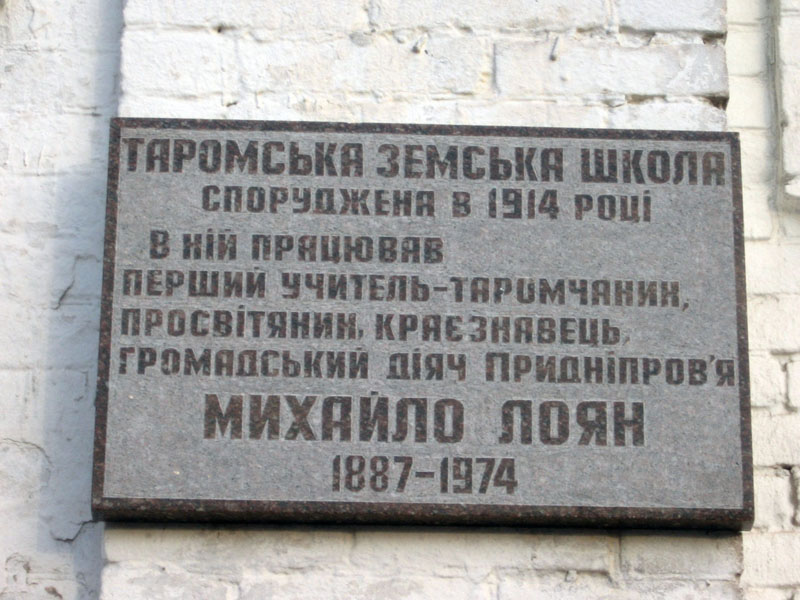 ТАРОМСЬКА ЗЕМСЬКА ШКОЛА
СПОРУДЖЕНА В 1914 РОЦІ
В НІЙ ПРАЦЮВАВ
ПЕРШИЙ УЧИТЕЛЬ-ТАРОМЧАНИН,
ПРОСВІТЯНИН, КРАЄЗНАВЕЦЬ,
ГРОМАДСЬКИЙ ДІЯЧ ПРИДНІПРОВ'Я
МИХАЙЛО ЛОЯН
1887-1974